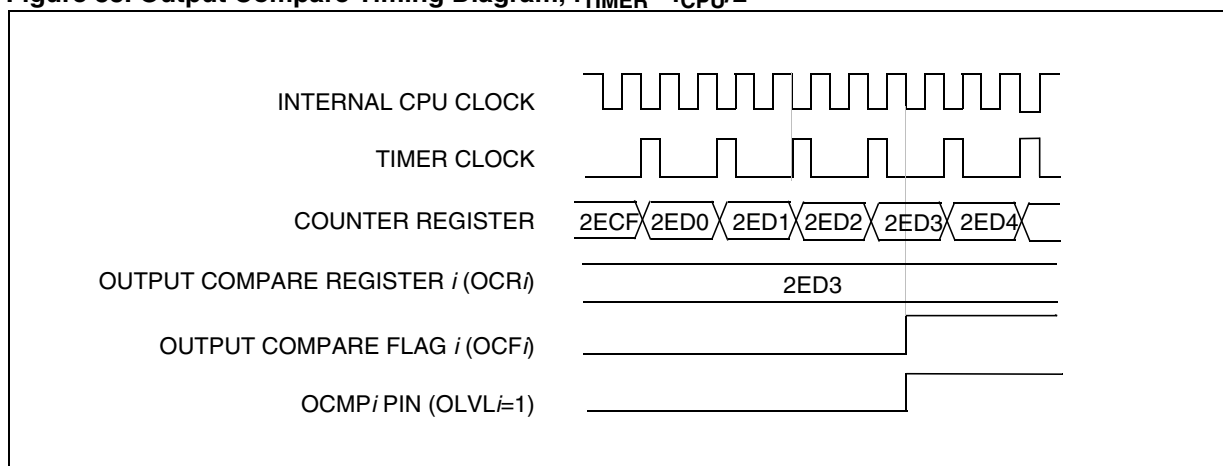 INTERNAL CPU CLOCK
TIMER CLOCK
COUNTER REGISTER 2ECF 2ED0 2ED1 2ED2 2ED3 2ED4
OUTPUT COMPARE REGISTER i (OCRi) 2ED3
OUTPUT COMPARE FLAG i (OCFi)
OCMPi PIN (OLVLi=1)